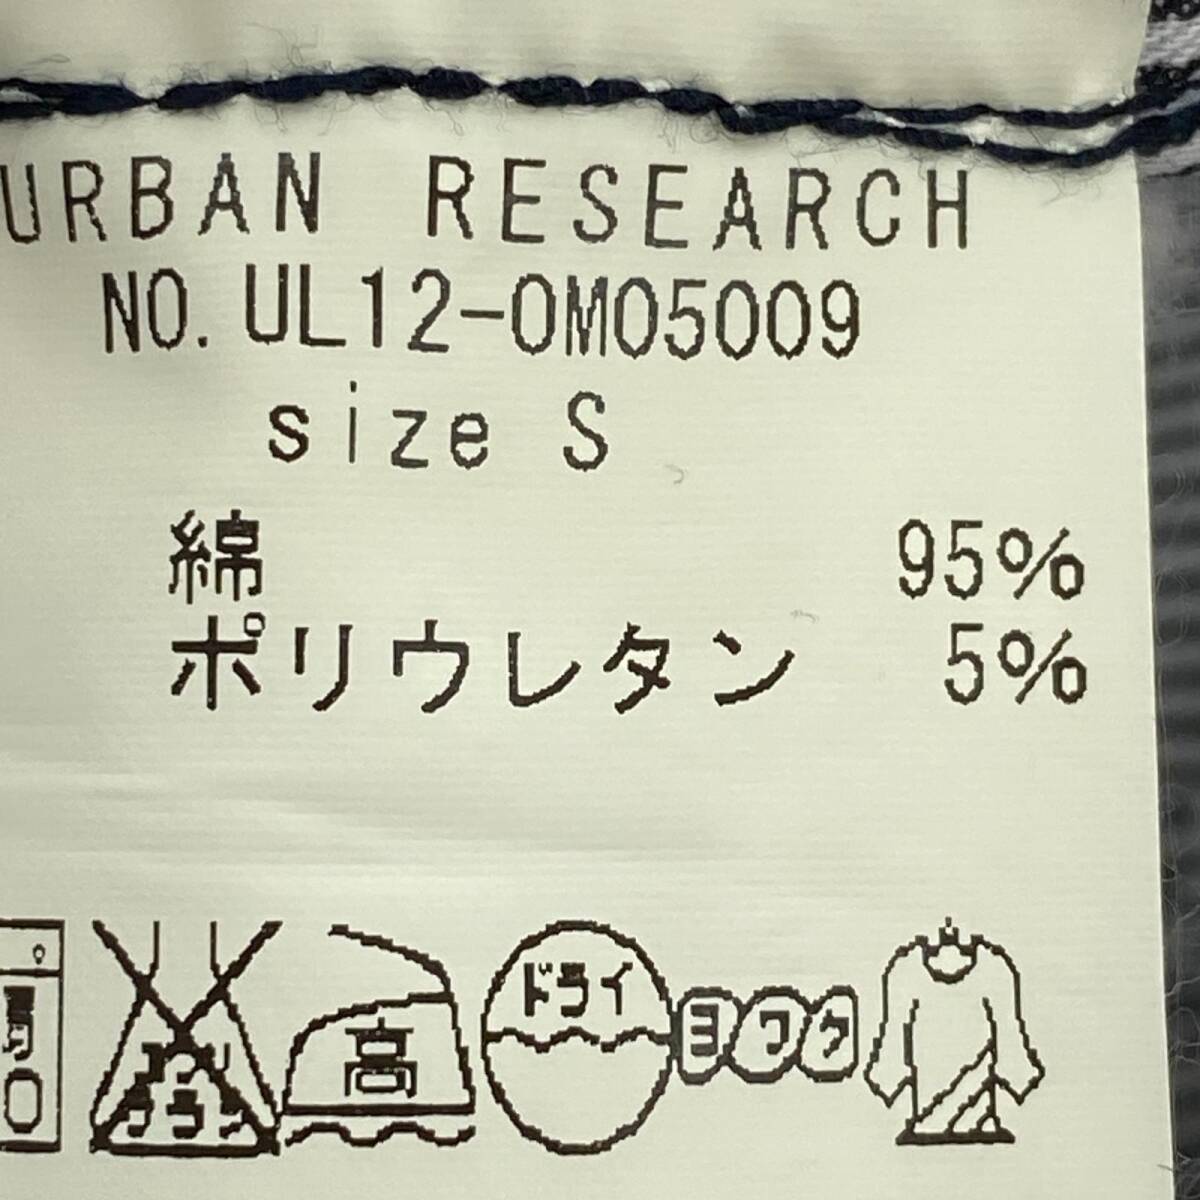 URBAN RESEARCH
NO. UL12-0M05009
size S
綿 95%
ポリウレタン 5%
高 ドライ ヨワク